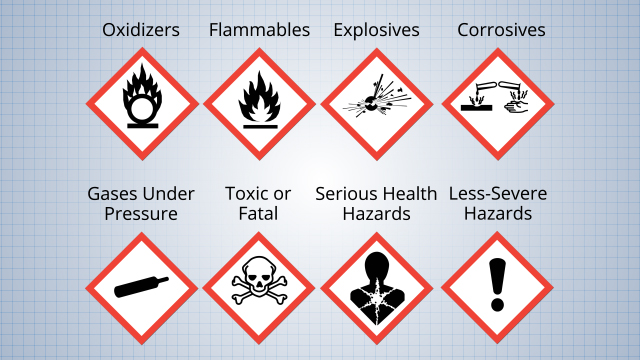 Oxidizers
Flammables
Explosives
Corrosives
Gases Under
Pressure
Toxic or
Fatal
Serious Health
Hazards
Less-Severe
Hazards